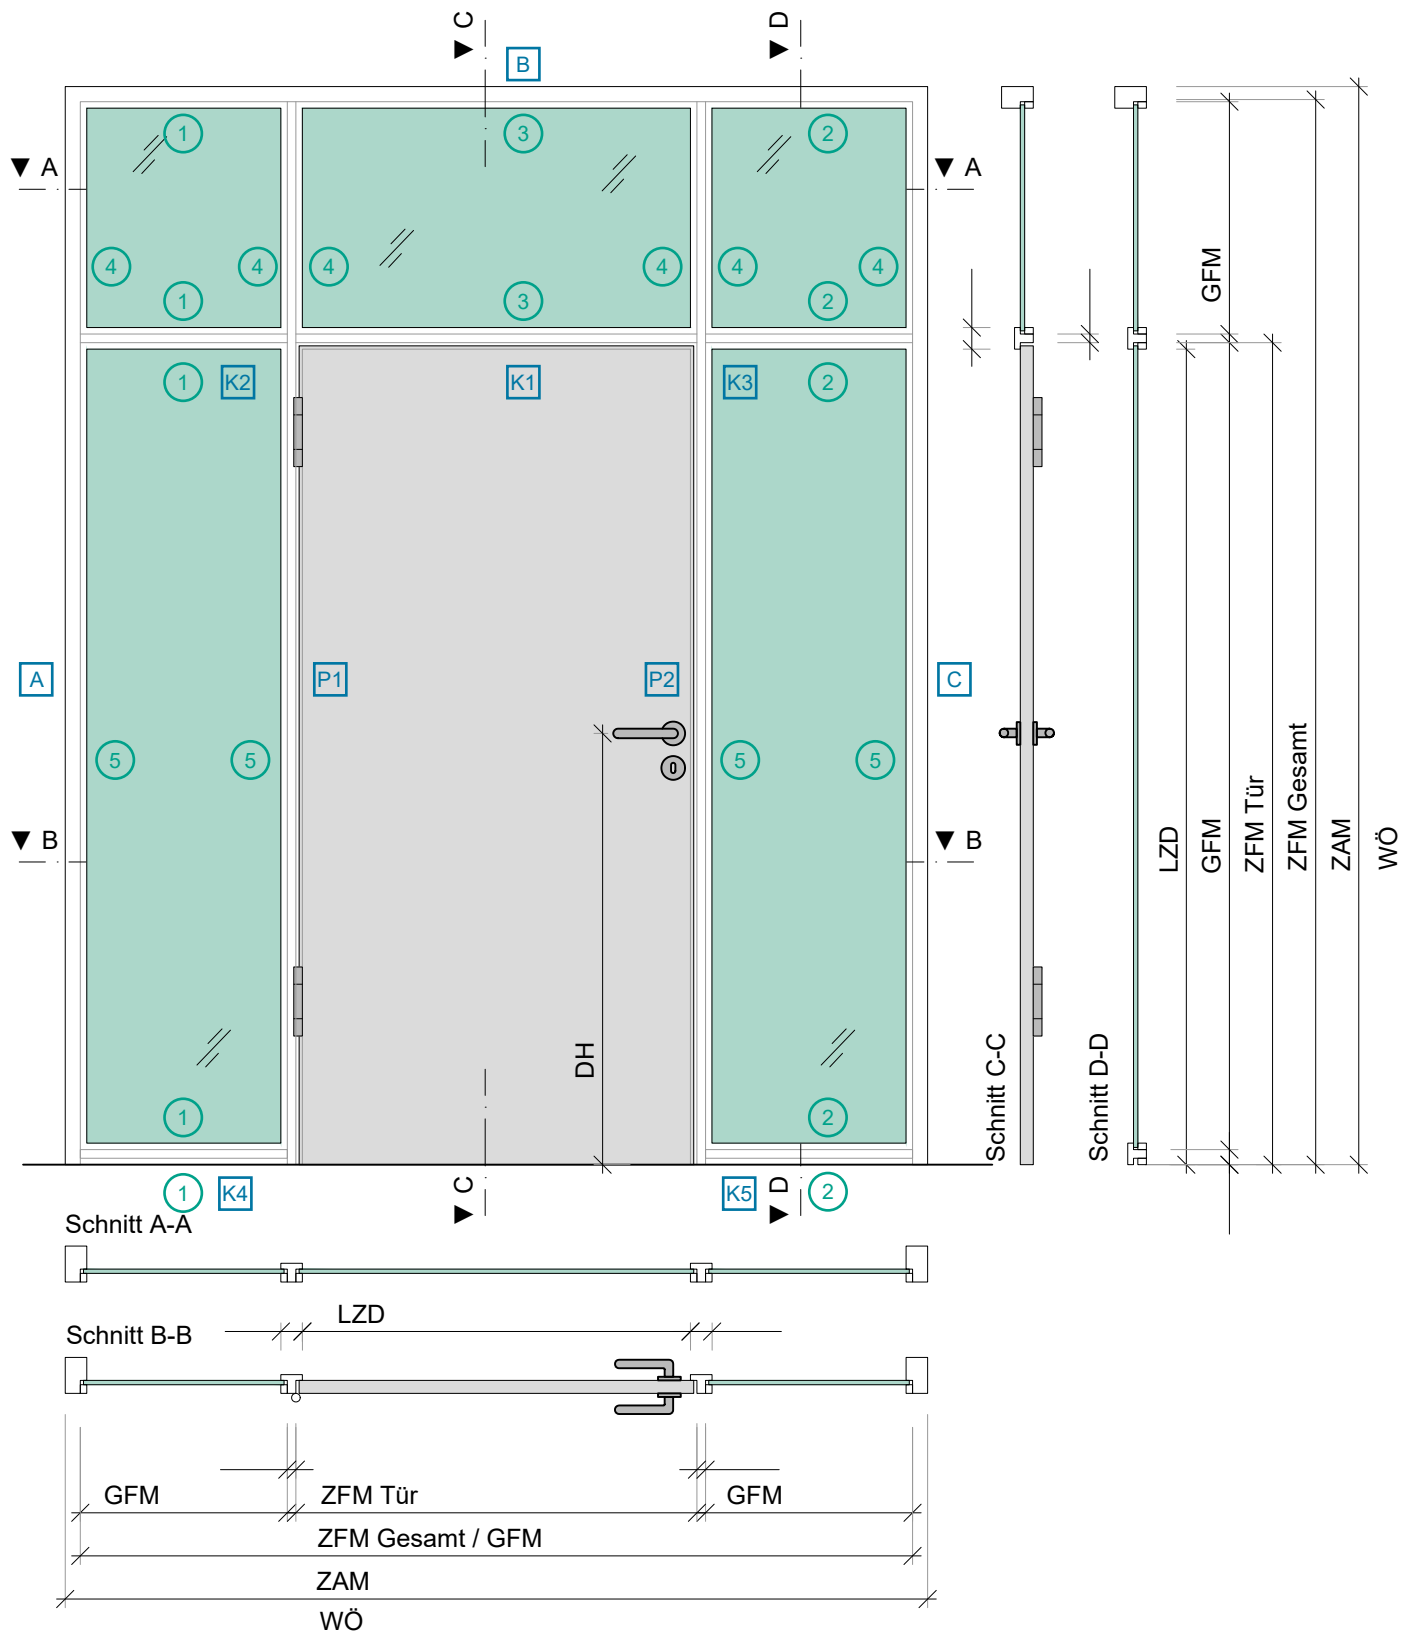 C
D
B
1
3
2
A
A
4
4
4
4
4
4
1
3
2
1
K2
K1
K3
2
A
P1
P2
C
5
5
5
5
B
B
DH
1
2
1
K4
C
K5
D
2
Schnitt C-C
Schnitt D-D
GFM
LZD
GFM
ZFM Tür
ZFM Gesamt
ZAM
WÖ
Schnitt A-A
LZD
Schnitt B-B
GFM
ZFM Tür
GFM
ZFM Gesamt / GFM
ZAM
WÖ